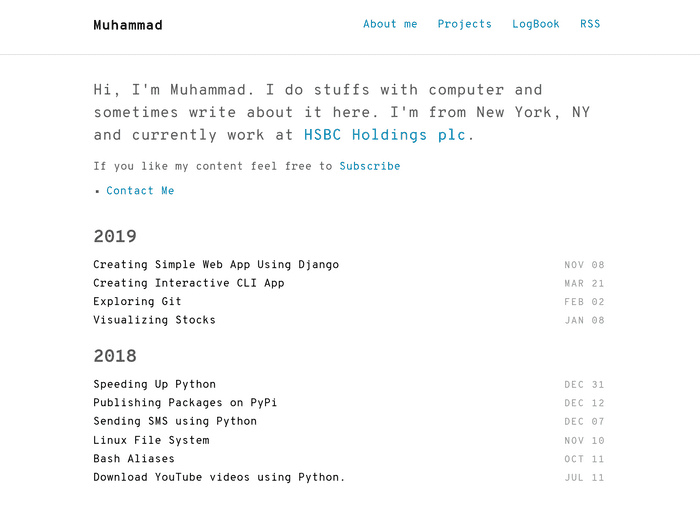 Muhammad About me Projects LogBook RSS
Hi, I'm Muhammad. I do stuffs with computer and
sometimes write about it here. I'm from New York, NY
and currently work at HSBC Holdings plc.
If you like my content feel free to Subscribe
▪ Contact Me
2019
Creating Simple Web App Using Django NOV 08
Creating Interactive CLI App MAR 21
Exploring Git FEB 02
Visualizing Stocks JAN 08
2018
Speeding Up Python DEC 31
Publishing Packages on PyPi DEC 12
Sending SMS using Python DEC 07
Linux File System NOV 10
Bash Aliases OCT 11
Download YouTube videos using Python. JUL 11